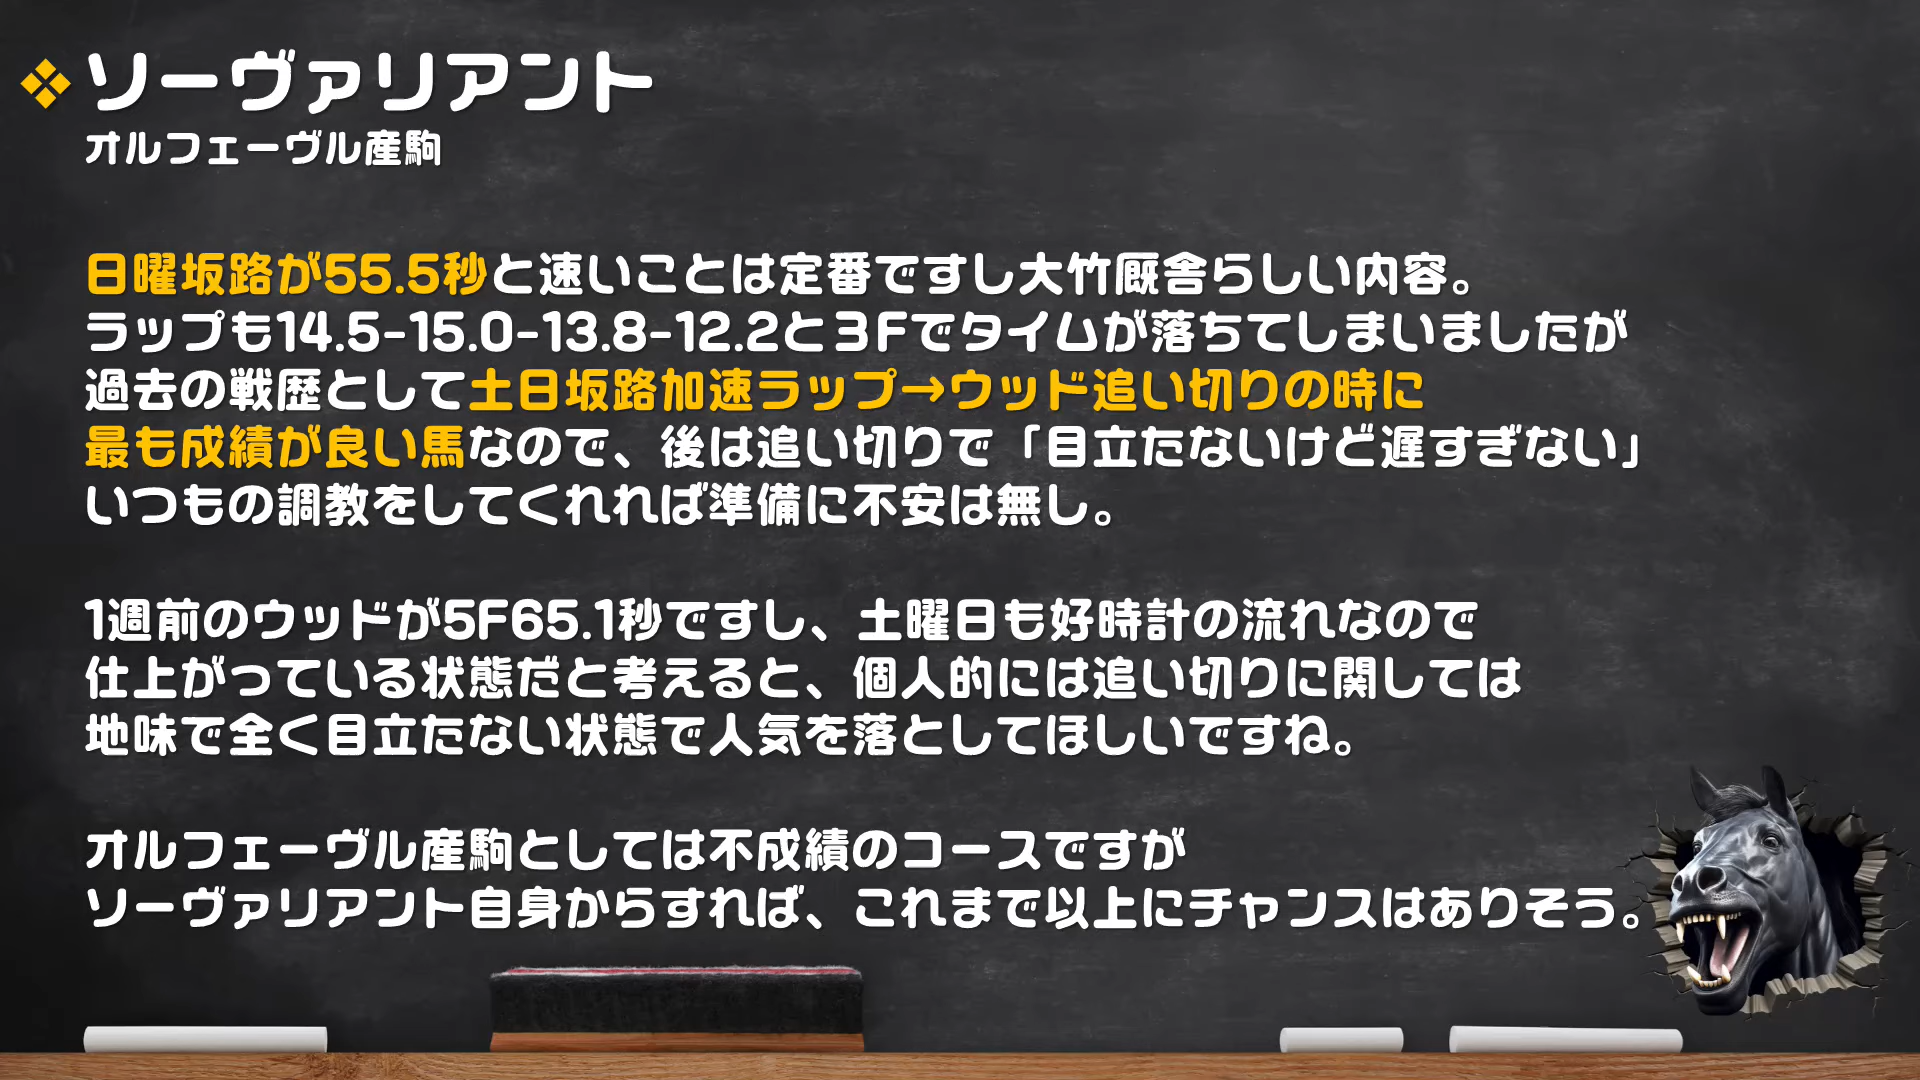 ソーヴァリアント
オルフェーヴル産駒
日曜坂路が55.5秒と速いことは定番ですし大竹厩舎らしい内容。
ラップも14.5-15.0-13.8-12.2と３Fでタイムが落ちてしまいましたが
過去の戦歴として土日坂路加速ラップ→ウッド追い切りの時に
最も成績が良い馬なので、後は追い切りで「目立たないけど遅すぎない」
いつもの調教をしてくれれば準備に不安は無し。
1週前のウッドが5F65.1秒ですし、土曜日も好時計の流れなので
仕上がっている状態だと考えると、個人的には追い切りに関しては
地味で全く目立たない状態で人気を落としてほしいですね。
オルフェーヴル産駒としては不成績のコースですが
ソーヴァリアント自身からすれば、これまで以上にチャンスはありそう。